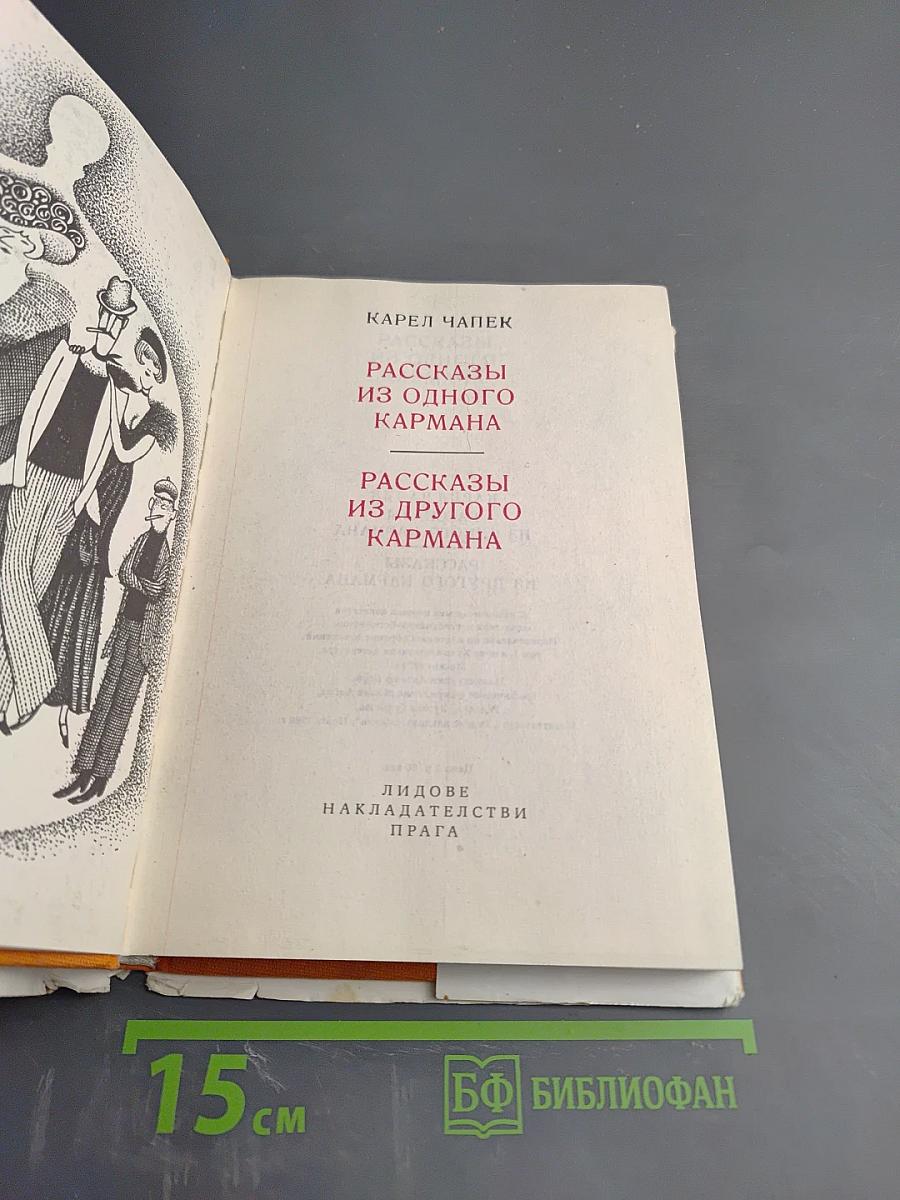 КАРЕЛ ЧАПЕК
РАССКАЗЫ
ИЗ ОДНОГО
КАРМАНА
РАССКАЗЫ
ИЗ ДРУГОГО
КАРМАНА
ЛИДОВЕ
НАКЛАДАТЕЛСТВИ
ПРАГА
15 см
БФ БИБЛИОФАН